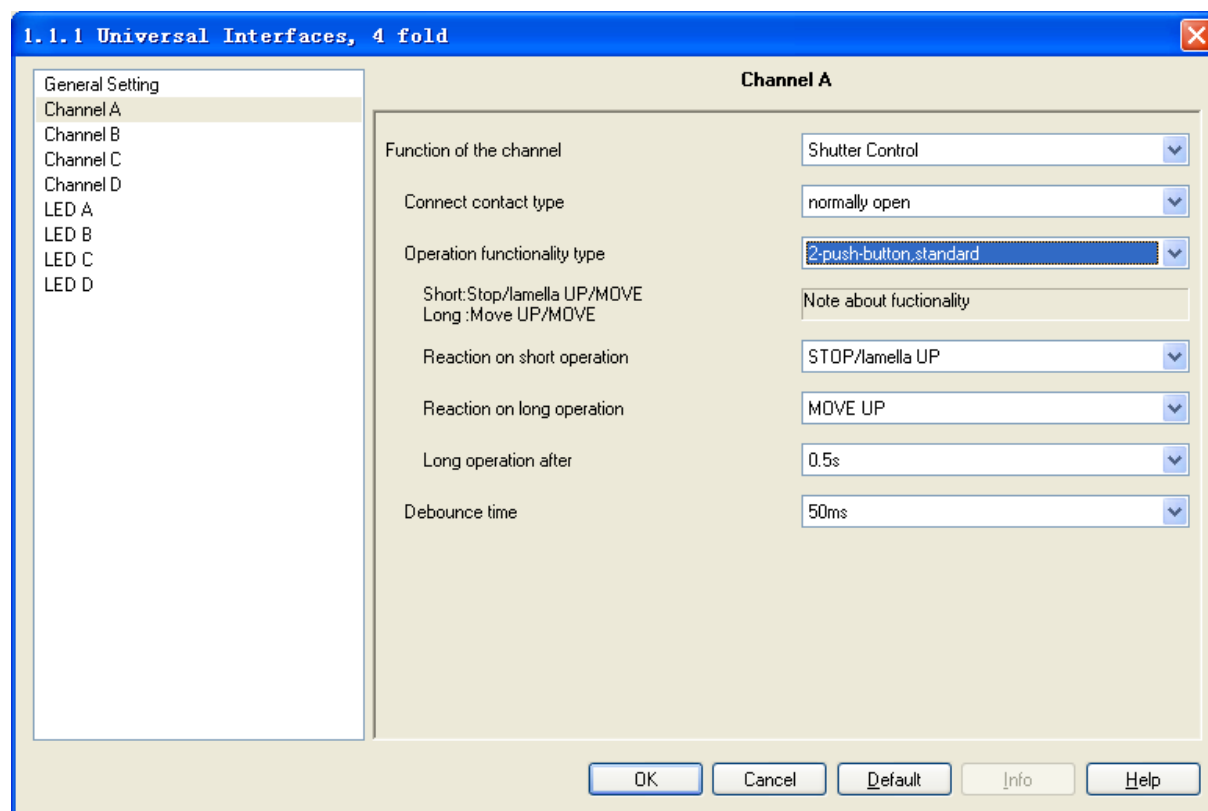 1.1.1 Universal Interfaces, 4 fold
General Setting
Channel A
Channel B
Channel C
Channel D
LED A
LED B
LED C
LED D
Channel A
Function of the channel
Shutter Control
Connect contact type
normally open
Operation functionality type
2-push-button,standard
Short:Stop/lamella UP/MOVE
Long :Move UP/MOVE
Note about fuctionality
Reaction on short operation
STOP/lamella UP
Reaction on long operation
MOVE UP
Long operation after
0.5s
Debounce time
50ms
OK
Cancel
Default
Info
Help